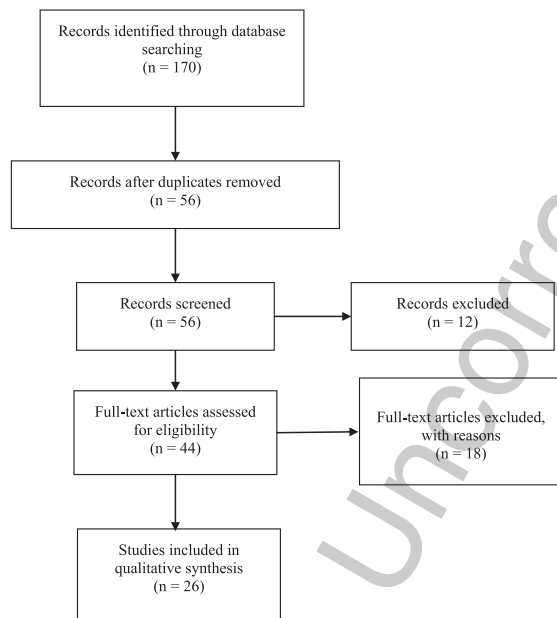 Records identified through database
searching
(n = 170)
Records after duplicates removed
(n = 56)
Records screened
(n = 56)
Records excluded
(n = 12)
Full-text articles assessed
for eligibility
(n = 44)
Full-text articles excluded,
with reasons
(n = 18)
Studies included in
qualitative synthesis
(n = 26)